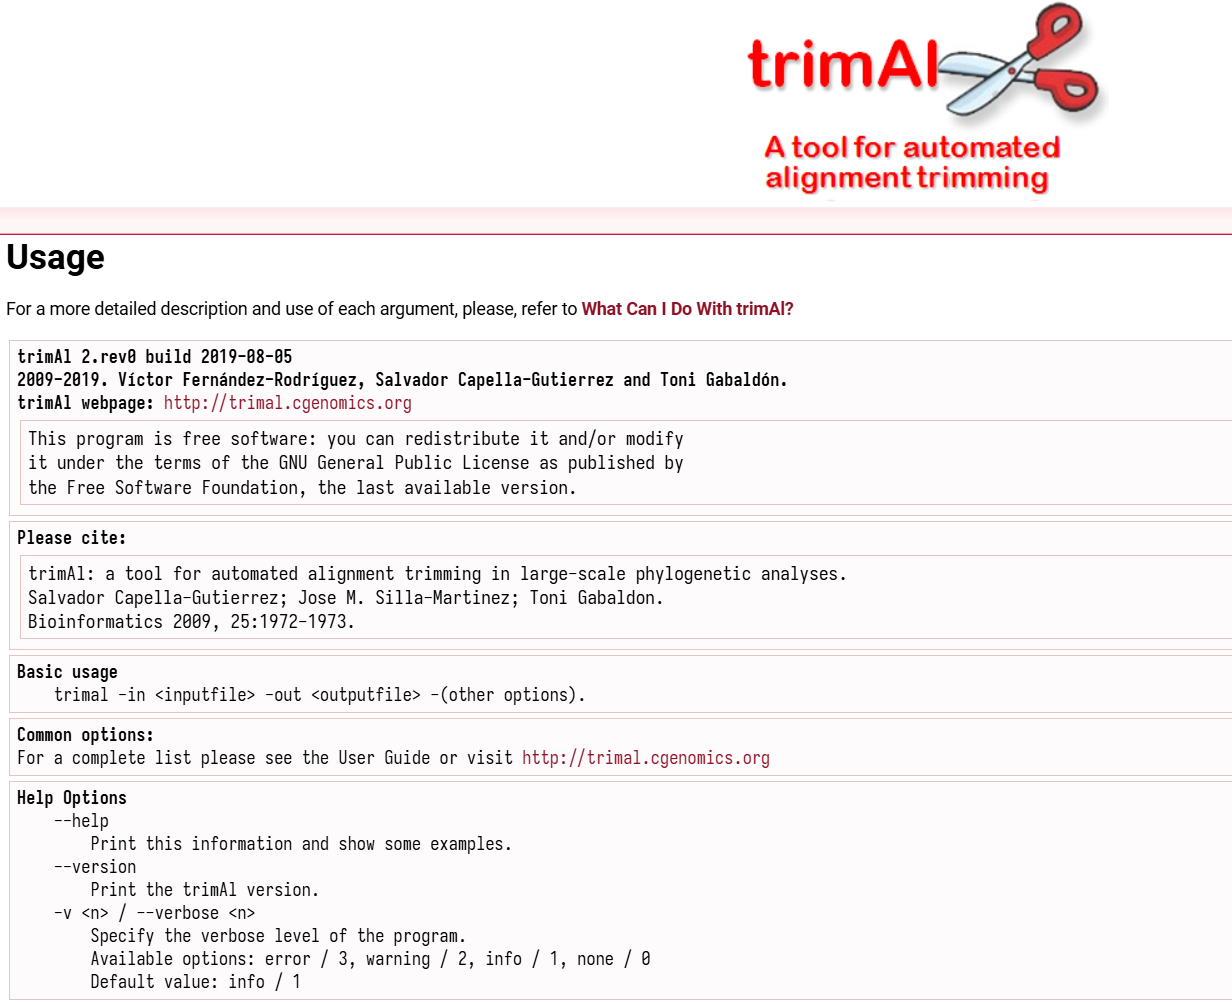 trimAl
A tool for automated
alignment trimming
Usage
For a more detailed description and use of each argument, please, refer to What Can I Do With trimAl?
trimAl 2.rev0 build 2019-08-05
2009-2019. Víctor Fernández-Rodríguez, Salvador Capella-Gutierrez and Toni Gabaldón.
trimAl webpage: http://trimal.cgenomics.org
This program is free software: you can redistribute it and/or modify
it under the terms of the GNU General Public License as published by
the Free Software Foundation, the last available version.
Please cite:
trimAl: a tool for automated alignment trimming in large-scale phylogenetic analyses.
Salvador Capella-Gutierrez; Jose M. Silla-Martinez; Toni Gabaldon.
Bioinformatics 2009, 25:1972-1973.
Basic usage
trimal -in <inputfile> -out <outputfile> -(other options).
Common options:
For a complete list please see the User Guide or visit http://trimal.cgenomics.org
Help Options
--help
Print this information and show some examples.
--version
Print the trimAl version.
-v <n> / --verbose <n>
Specify the verbose level of the program.
Available options: error / 3, warning / 2, info / 1, none / 0
Default value: info / 1